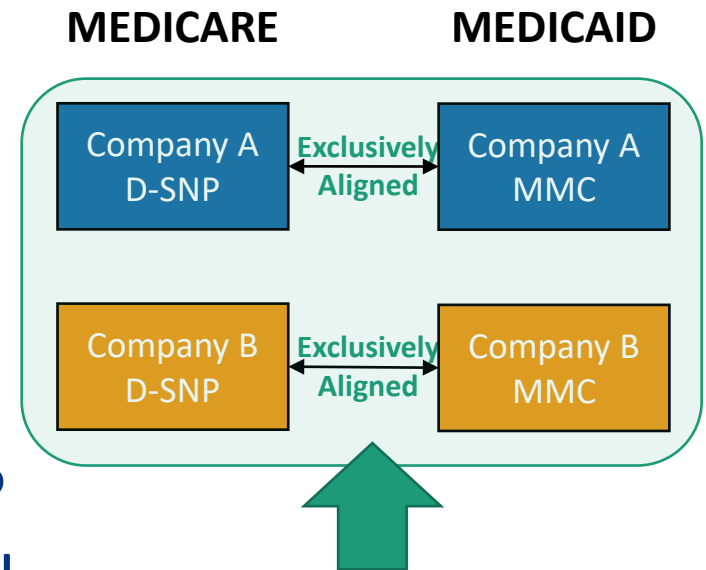 MEDICARE MEDICAID
Company A Exclusively Company A
D-SNP Aligned MMC
Company B Exclusively Company B
D-SNP Aligned MMC